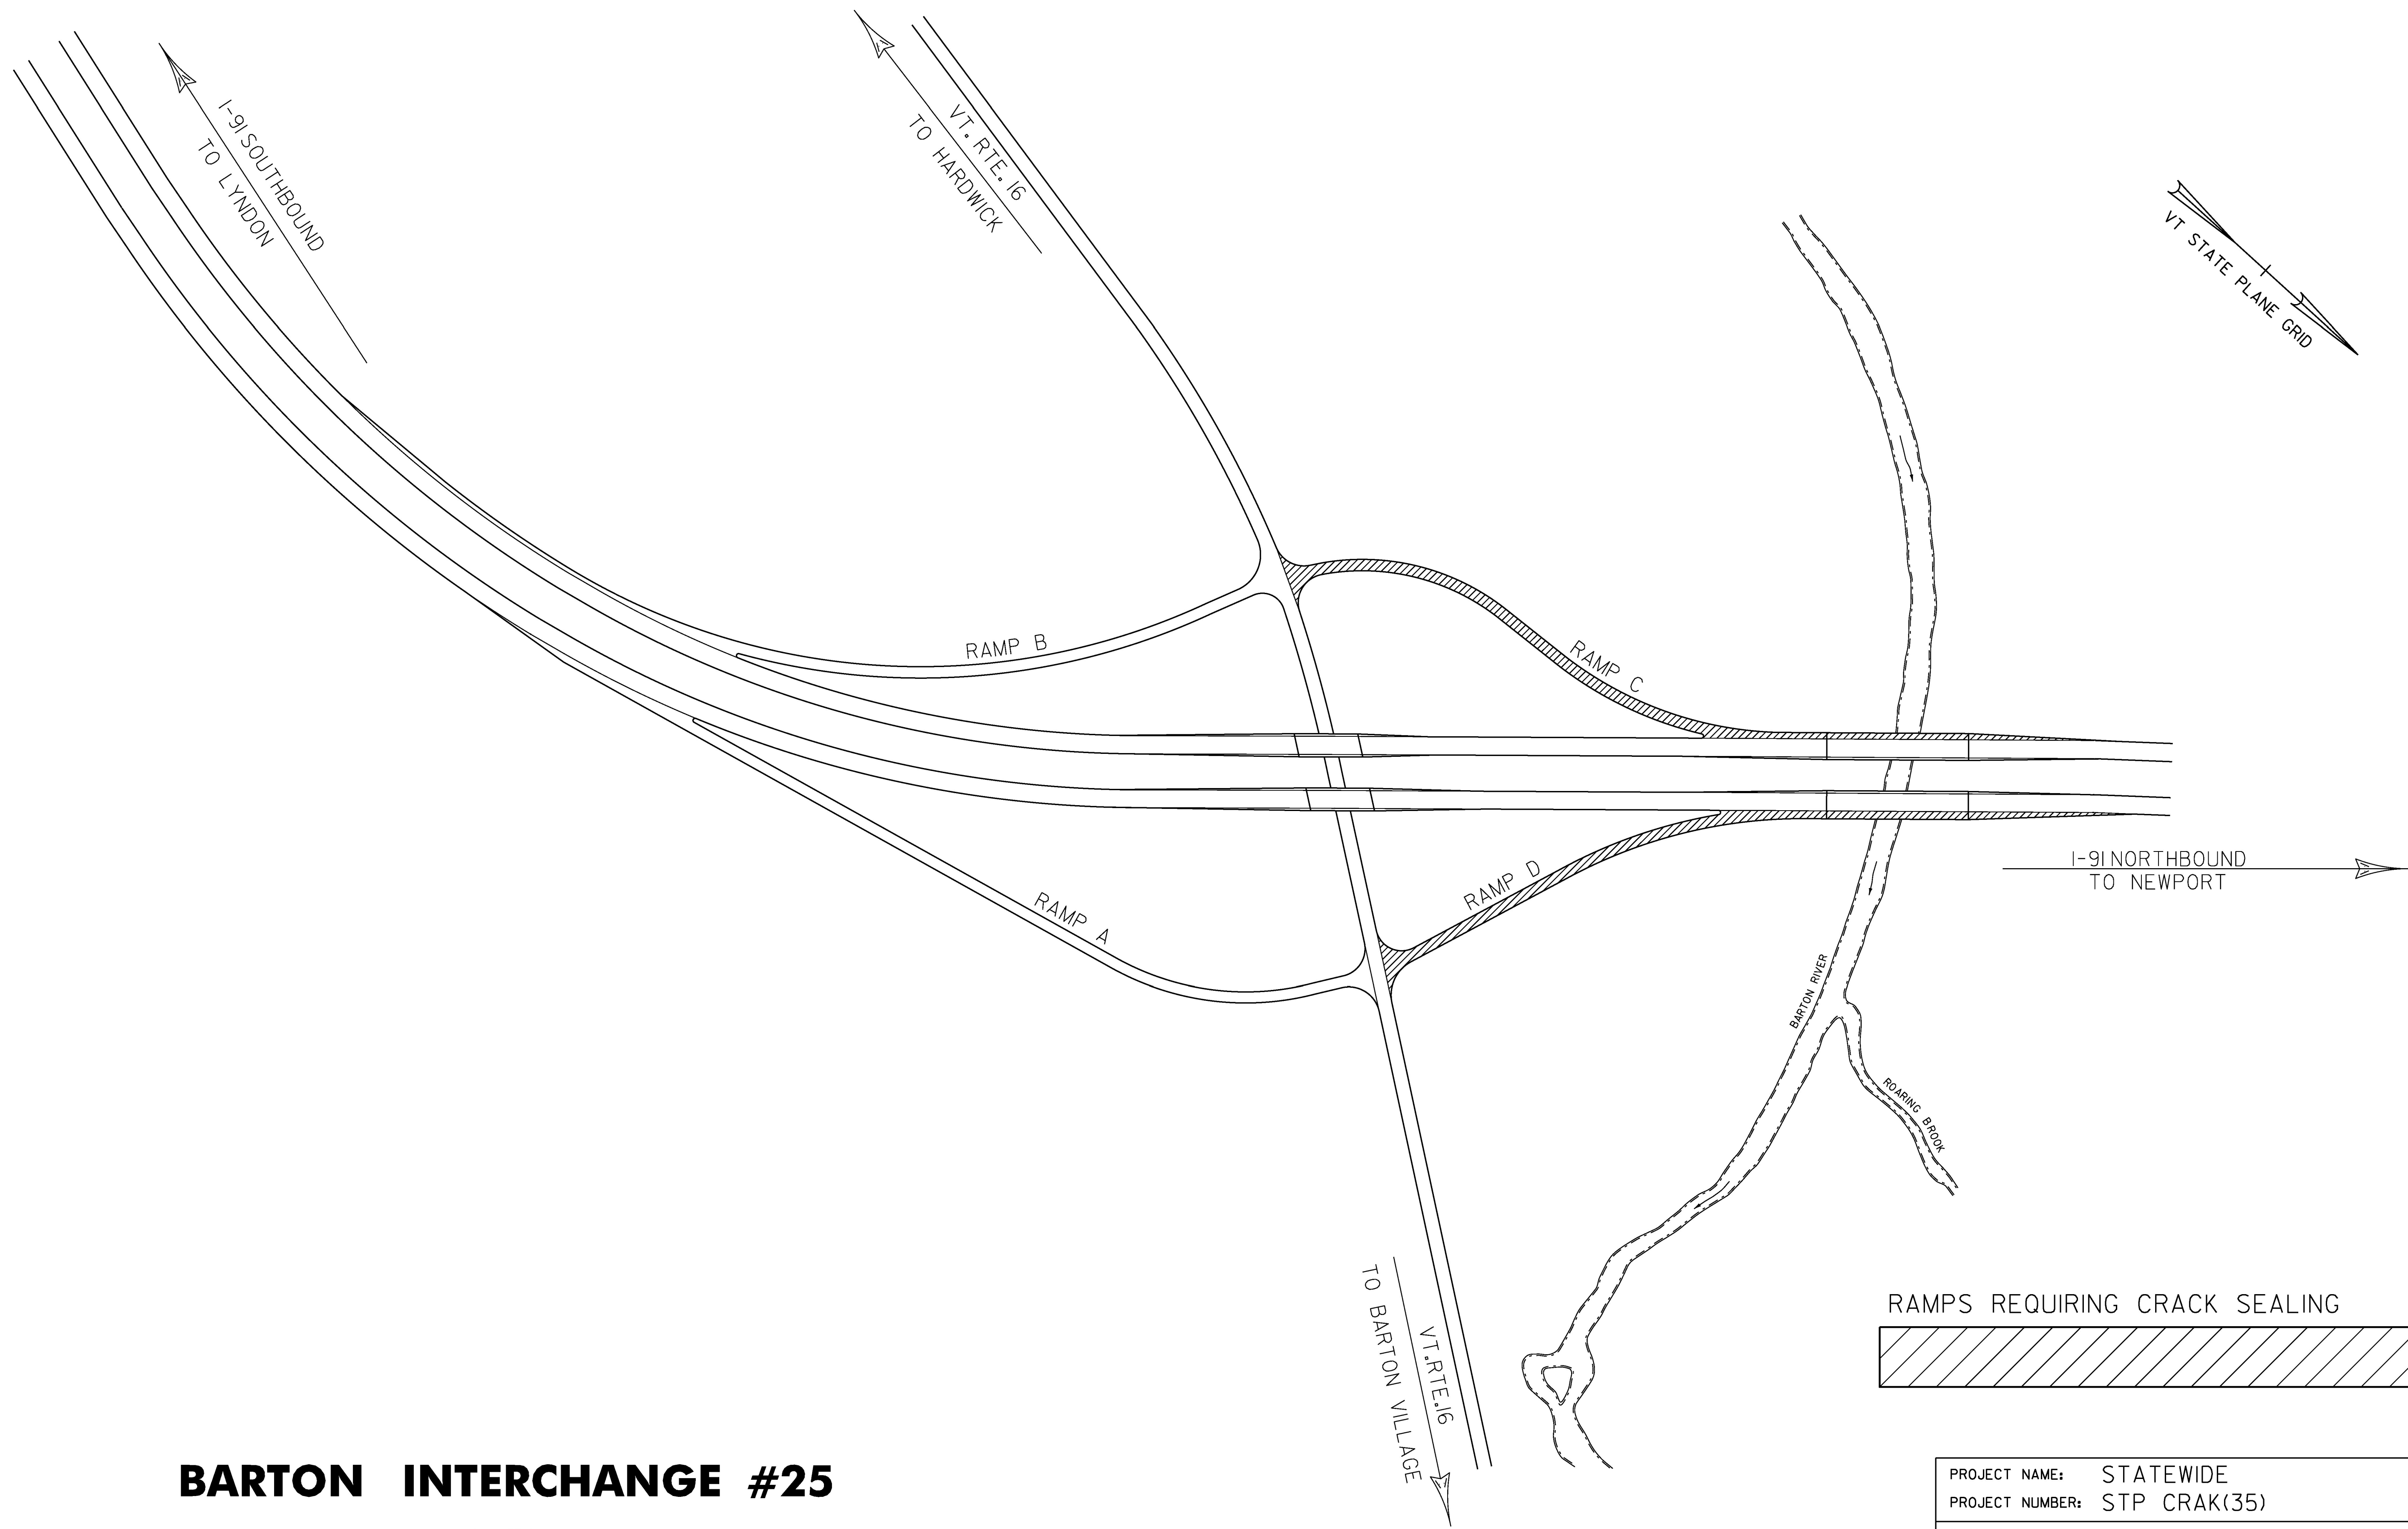 I-91 SOUTHBOUND
TO LYNDON
VT. RTE. 16
TO HARDWICK
VT STATE PLANE GRID
RAMP B
RAMP C
RAMP A
RAMP D
I-91 NORTHBOUND
TO NEWPORT
BARTON RIVER
ROARING BROOK
VT.RTE.16
TO BARTON VILLAGE
RAMPS REQUIRING CRACK SEALING
BARTON INTERCHANGE #25
PROJECT NAME: STATEWIDE
PROJECT NUMBER: STP CRAK(35)